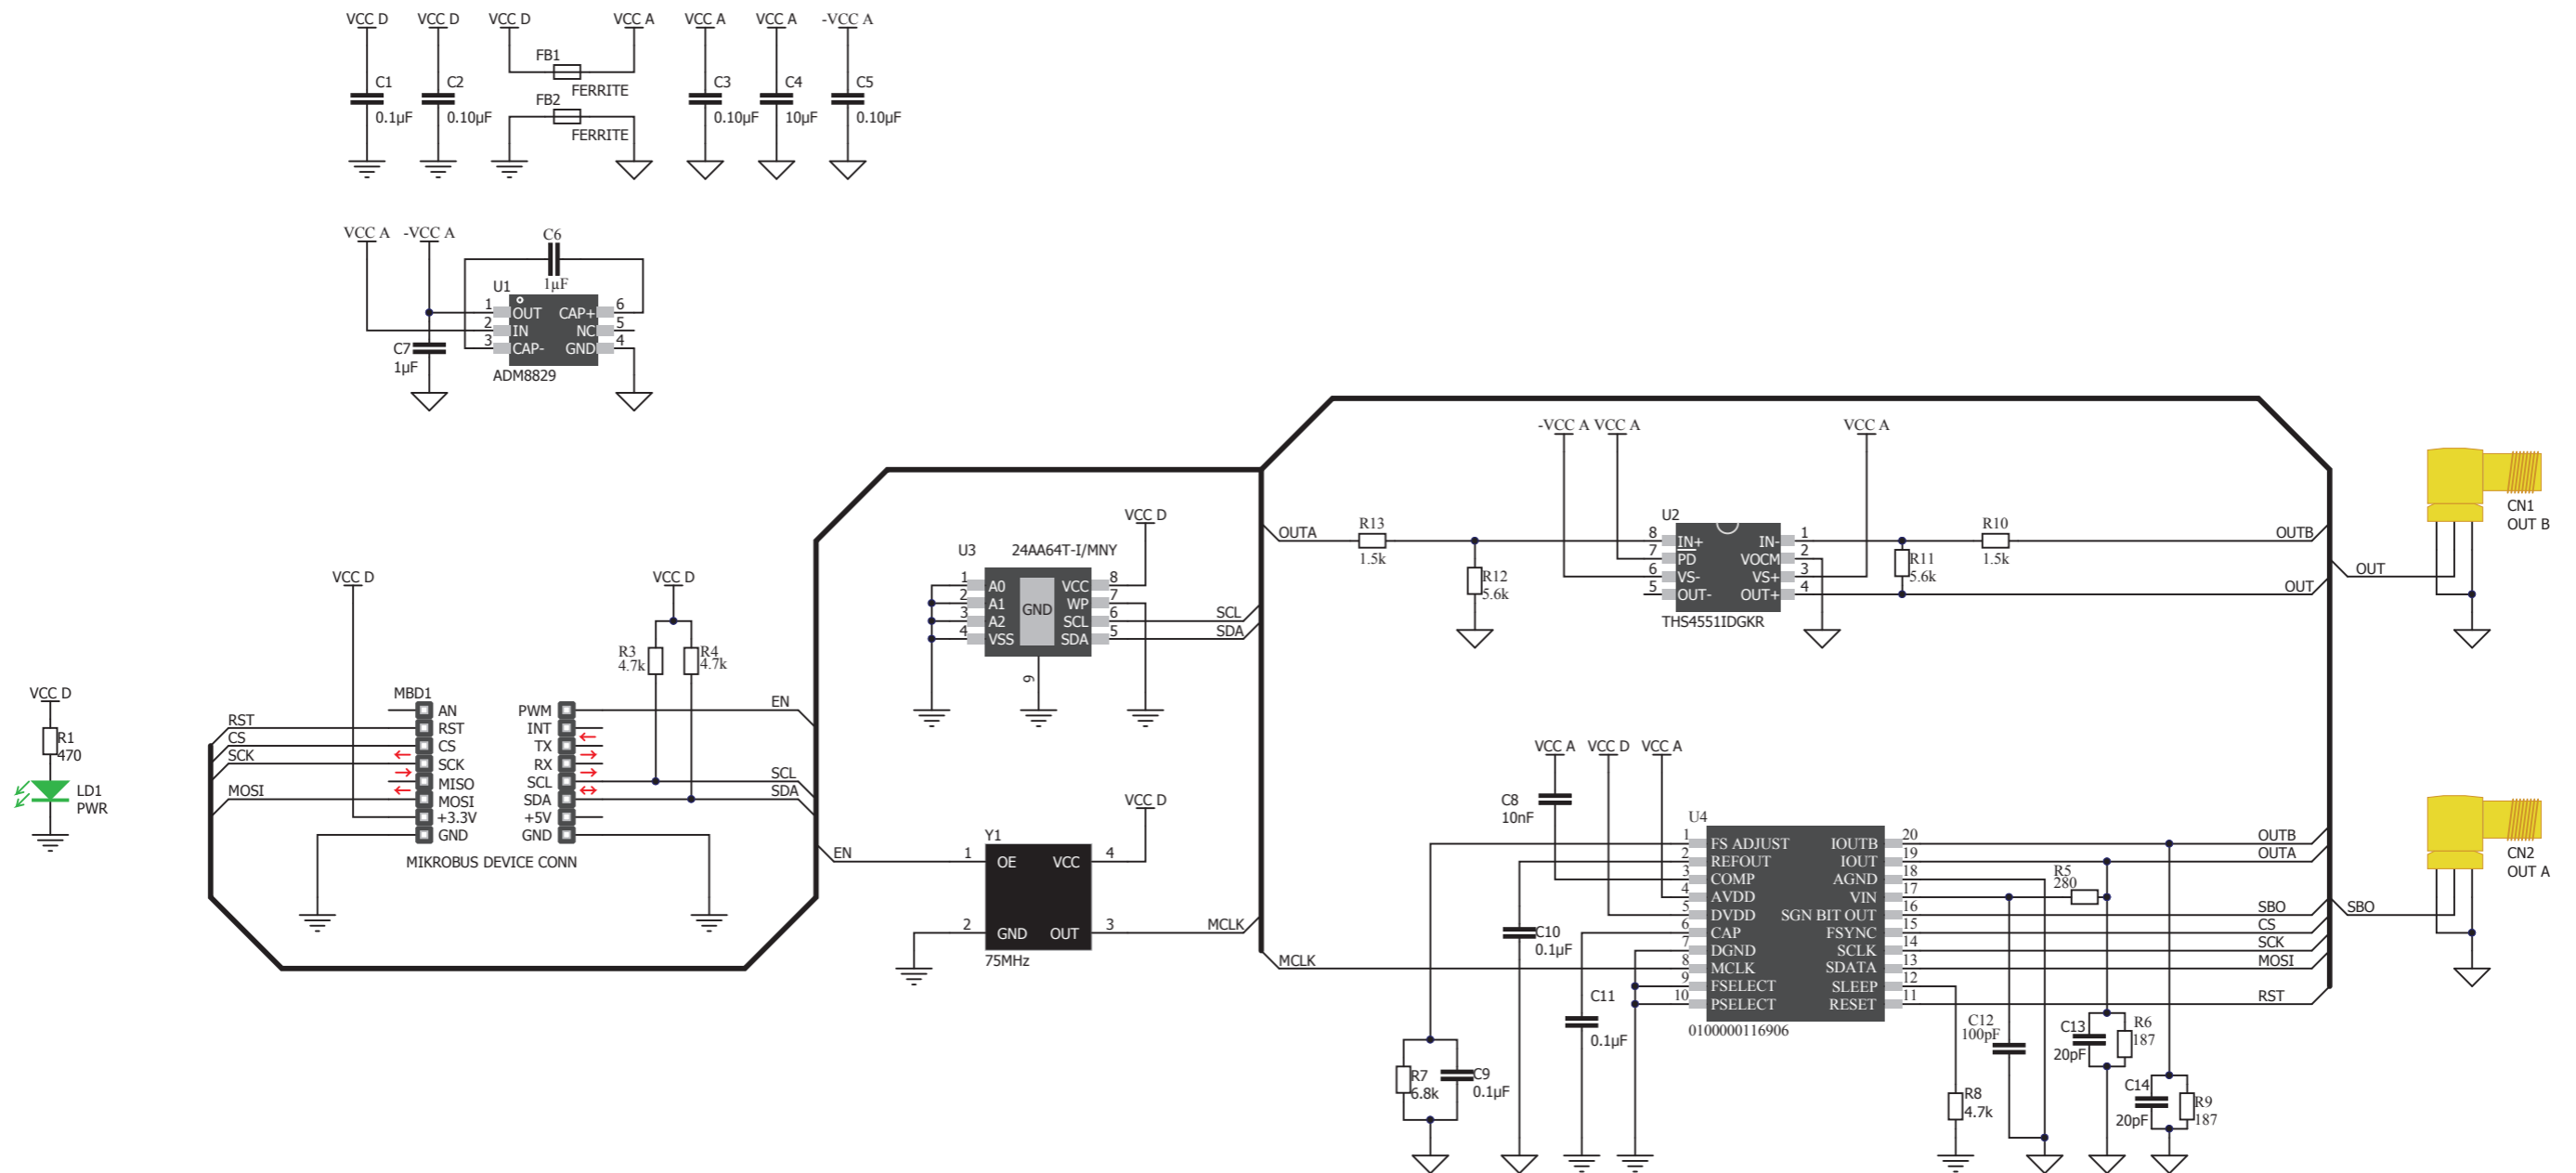 VCC D
VCC D
VCC D
VCC A
VCC A
VCC A
-VCC A
C1
0.1µF
C2
0.10µF
FB1
FERRITE
FB2
FERRITE
C3
0.10µF
C4
10µF
C5
0.10µF
VCC A
-VCC A
C6
1µF
U1
1 OUT CAP+ 6
2 IN NC 5
3 CAP- GND 4
C7
1µF
ADM8829
VCC D
R1
470
LD1
PWR
RST
CS
SCK
MOSI
VCC D
MBD1
AN
RST
CS
SCK
MISO
MOSI
+3.3V
GND
PWM
INT
TX
RX
SCL
SDA
+5V
GND
MIKROBUS DEVICE CONN
VCC D
R3
4.7k
R4
4.7k
EN
SCL
SDA
U3
24AA64T-I/MNY
VCC D
1 A0 VCC 8
2 A1 WP 7
3 A2 SCL 6
4 VSS SDA 5
GND
9
SCL
SDA
VCC D
EN
Y1
1 OE VCC 4
2 GND OUT 3
75MHz
MCLK
-VCC A
VCC A
VCC A
OUTA
R13
1.5k
R12
5.6k
U2
8 IN+ IN- 1
7 PD VOCM 2
6 VS- VS+ 3
5 OUT- OUT+ 4
THS4551IDGKR
R11
5.6k
R10
1.5k
OUTB
OUT
OUT
CN1
OUT B
VCC A
VCC D
VCC A
C8
10nF
C10
0.1µF
MCLK
C11
0.1µF
R7
6.8k
C9
0.1µF
U4
1 FS ADJUST IOUTB 20
2 REFOUT IOUT 19
3 COMP AGND 18
4 AVDD VIN 17
5 DVDD SGN BIT OUT 16
6 CAP FSYNC 15
7 DGND SCLK 14
8 MCLK SDATA 13
9 FSELECT SLEEP 12
10 PSELECT RESET 11
0100000116906
R5
280
OUTB
OUTA
SBO
CS
SCK
MOSI
RST
C12
100pF
C13
20pF
R6
187
R8
4.7k
C14
20pF
R9
187
SBO
CN2
OUT A